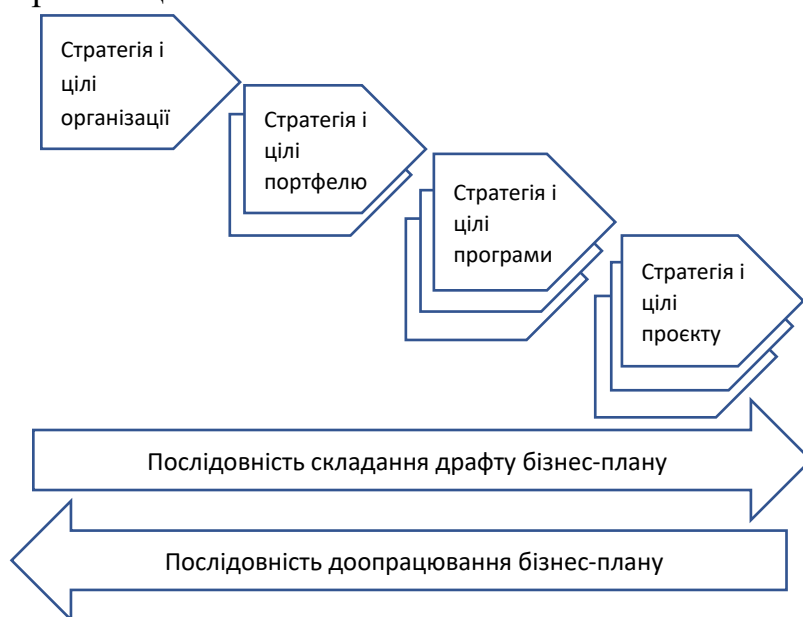 Стратегія і
цілі
організації
Стратегія і
цілі
портфелю
Стратегія і
цілі
програми
Стратегія і
цілі
проєкту
Послідовність складання драфту бізнес-плану
Послідовність доопрацювання бізнес-плану